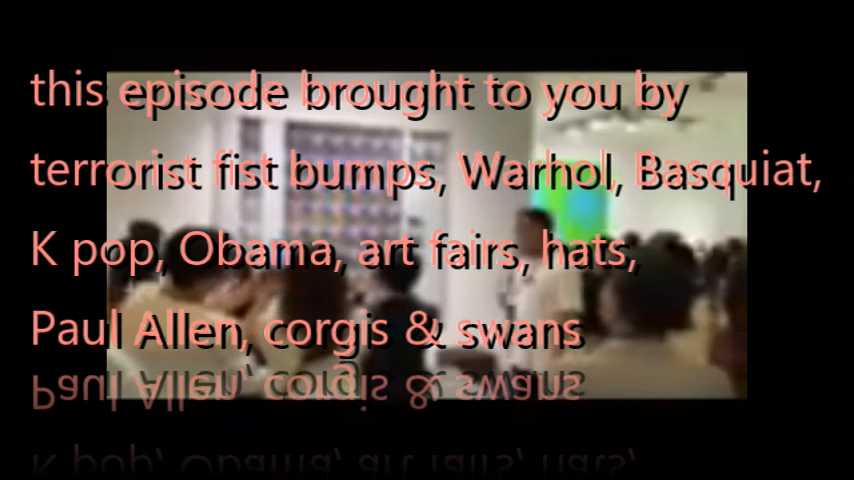 this episode brought to you by
terrorist fist bumps, Warhol, Basquiat,
K pop, Obama, art fairs, hats,
Paul Allen, corgis & swans